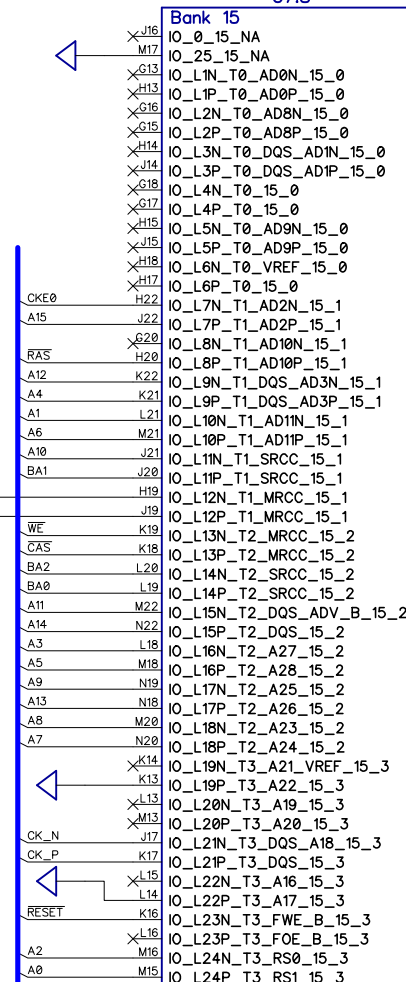 Bank 15
J16 IO_0_15_NA
M17 IO_25_15_NA
G13 IO_L1N_T0_AD0N_15_0
H13 IO_L1P_T0_AD0P_15_0
G16 IO_L2N_T0_AD8N_15_0
G15 IO_L2P_T0_AD8P_15_0
H14 IO_L3N_T0_DQS_AD1N_15_0
J14 IO_L3P_T0_DQS_AD1P_15_0
G18 IO_L4N_T0_15_0
G17 IO_L4P_T0_15_0
H15 IO_L5N_T0_AD9N_15_0
J15 IO_L5P_T0_AD9P_15_0
H18 IO_L6N_T0_VREF_15_0
H17 IO_L6P_T0_15_0
CKE0 H22 IO_L7N_T1_AD2N_15_1
A15 J22 IO_L7P_T1_AD2P_15_1
G20 IO_L8N_T1_AD10N_15_1
RAS H20 IO_L8P_T1_AD10P_15_1
A12 K22 IO_L9N_T1_DQS_AD3N_15_1
A4 K21 IO_L9P_T1_DQS_AD3P_15_1
A1 L21 IO_L10N_T1_AD11N_15_1
A6 M21 IO_L10P_T1_AD11P_15_1
A10 J21 IO_L11N_T1_SRCC_15_1
BA1 J20 IO_L11P_T1_SRCC_15_1
H19 IO_L12N_T1_MRCC_15_1
J19 IO_L12P_T1_MRCC_15_1
WE K19 IO_L13N_T2_MRCC_15_2
CAS K18 IO_L13P_T2_MRCC_15_2
BA2 L20 IO_L14N_T2_SRCC_15_2
BA0 L19 IO_L14P_T2_SRCC_15_2
A11 M22 IO_L15N_T2_DQS_ADV_B_15_2
A14 N22 IO_L15P_T2_DQS_15_2
A3 L18 IO_L16N_T2_A27_15_2
A5 M18 IO_L16P_T2_A28_15_2
A9 N19 IO_L17N_T2_A25_15_2
A13 N18 IO_L17P_T2_A26_15_2
A8 M20 IO_L18N_T2_A23_15_2
A7 N20 IO_L18P_T2_A24_15_2
K14 IO_L19N_T3_A21_VREF_15_3
K13 IO_L19P_T3_A22_15_3
L13 IO_L20N_T3_A19_15_3
M13 IO_L20P_T3_A20_15_3
CK_N J17 IO_L21N_T3_DQS_A18_15_3
CK_P K17 IO_L21P_T3_DQS_15_3
L15 IO_L22N_T3_A16_15_3
L14 IO_L22P_T3_A17_15_3
RESET K16 IO_L23N_T3_FWE_B_15_3
L16 IO_L23P_T3_FOE_B_15_3
A2 M16 IO_L24N_T3_RS0_15_3
A0 M15 IO_L24P_T3_RS1_15_3